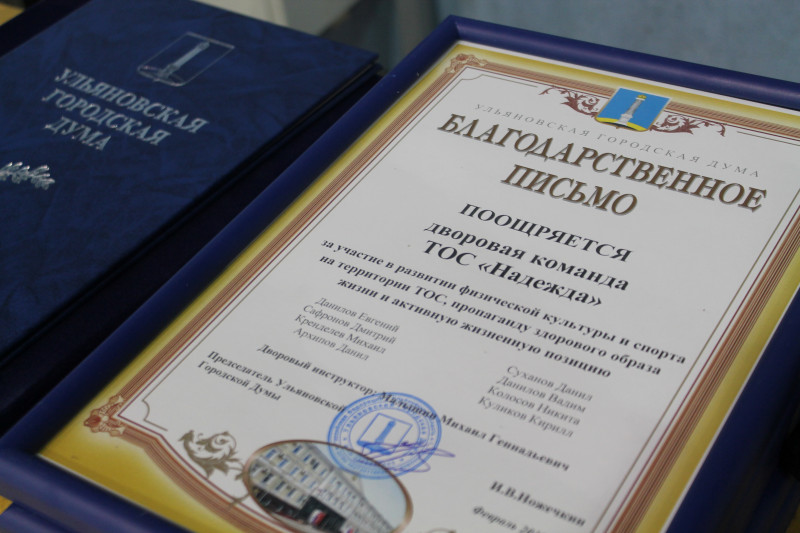 УЛЬЯНОВСКАЯ
ГОРОДСКАЯ
ДУМА
УЛЬЯНОВСКАЯ ГОРОДСКАЯ ДУМА
БЛАГОДАРСТВЕННОЕ
ПИСЬМО
ПООЩРЯЕТСЯ
дворовая команда
ТОС «Надежда»
за участие в развитии физической культуры и спорта
на территории ТОС, пропаганду здорового образа
жизни и активную жизненную позицию
Данилов Евгений
Сафронов Дмитрий
Кренделев Михаил
Архипов Данил
Суханов Данил
Данилов Вадим
Колосов Никита
Куликов Кирилл
Дворовый инструктор: Михаил Геннальевич
Председатель Ульяновской
Городской Думы
И.В.Ножечкин
Февраль